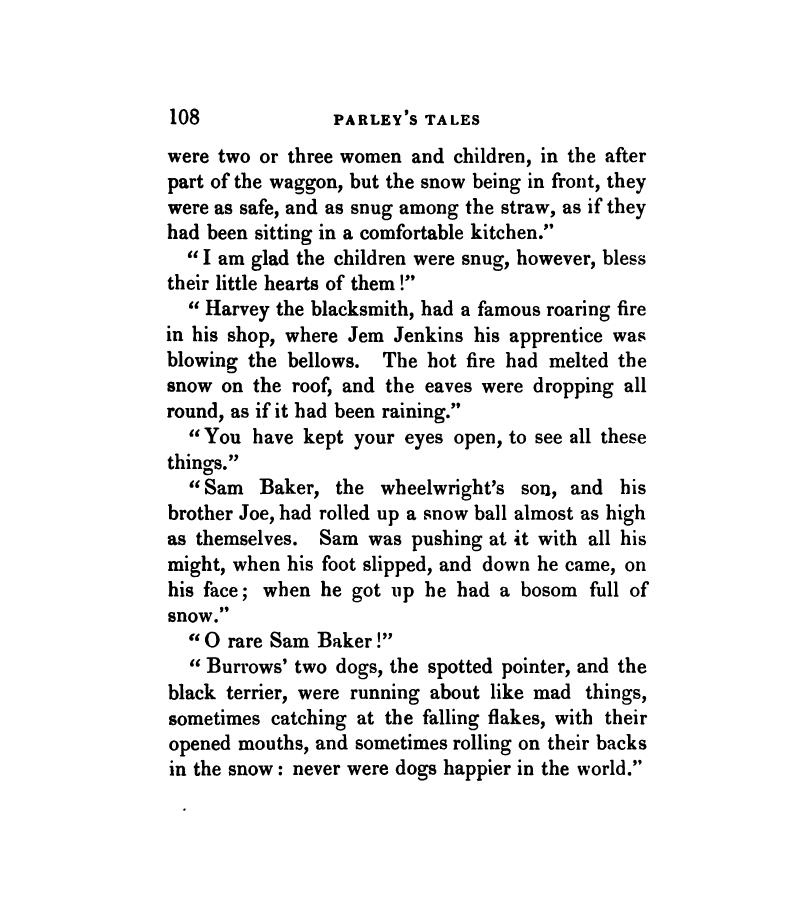 108 PARLEY'S TALES
were two or three women and children, in the after
part of the waggon, but the snow being in front, they
were as safe, and as snug among the straw, as if they
had been sitting in a comfortable kitchen."
"I am glad the children were snug, however, bless
their little hearts of them!"
"Harvey the blacksmith, had a famous roaring fire
in his shop, where Jem Jenkins his apprentice was
blowing the bellows. The hot fire had melted the
snow on the roof, and the eaves were dropping all
round, as if it had been raining."
"You have kept your eyes open, to see all these
things."
"Sam Baker, the wheelwright's son, and his
brother Joe, had rolled up a snow ball almost as high
as themselves. Sam was pushing at it with all his
might, when his foot slipped, and down he came, on
his face; when he got up he had a bosom full of
snow."
"O rare Sam Baker!"
"Burrows' two dogs, the spotted pointer, and the
black terrier, were running about like mad things,
sometimes catching at the falling flakes, with their
opened mouths, and sometimes rolling on their backs
in the snow: never were dogs happier in the world."